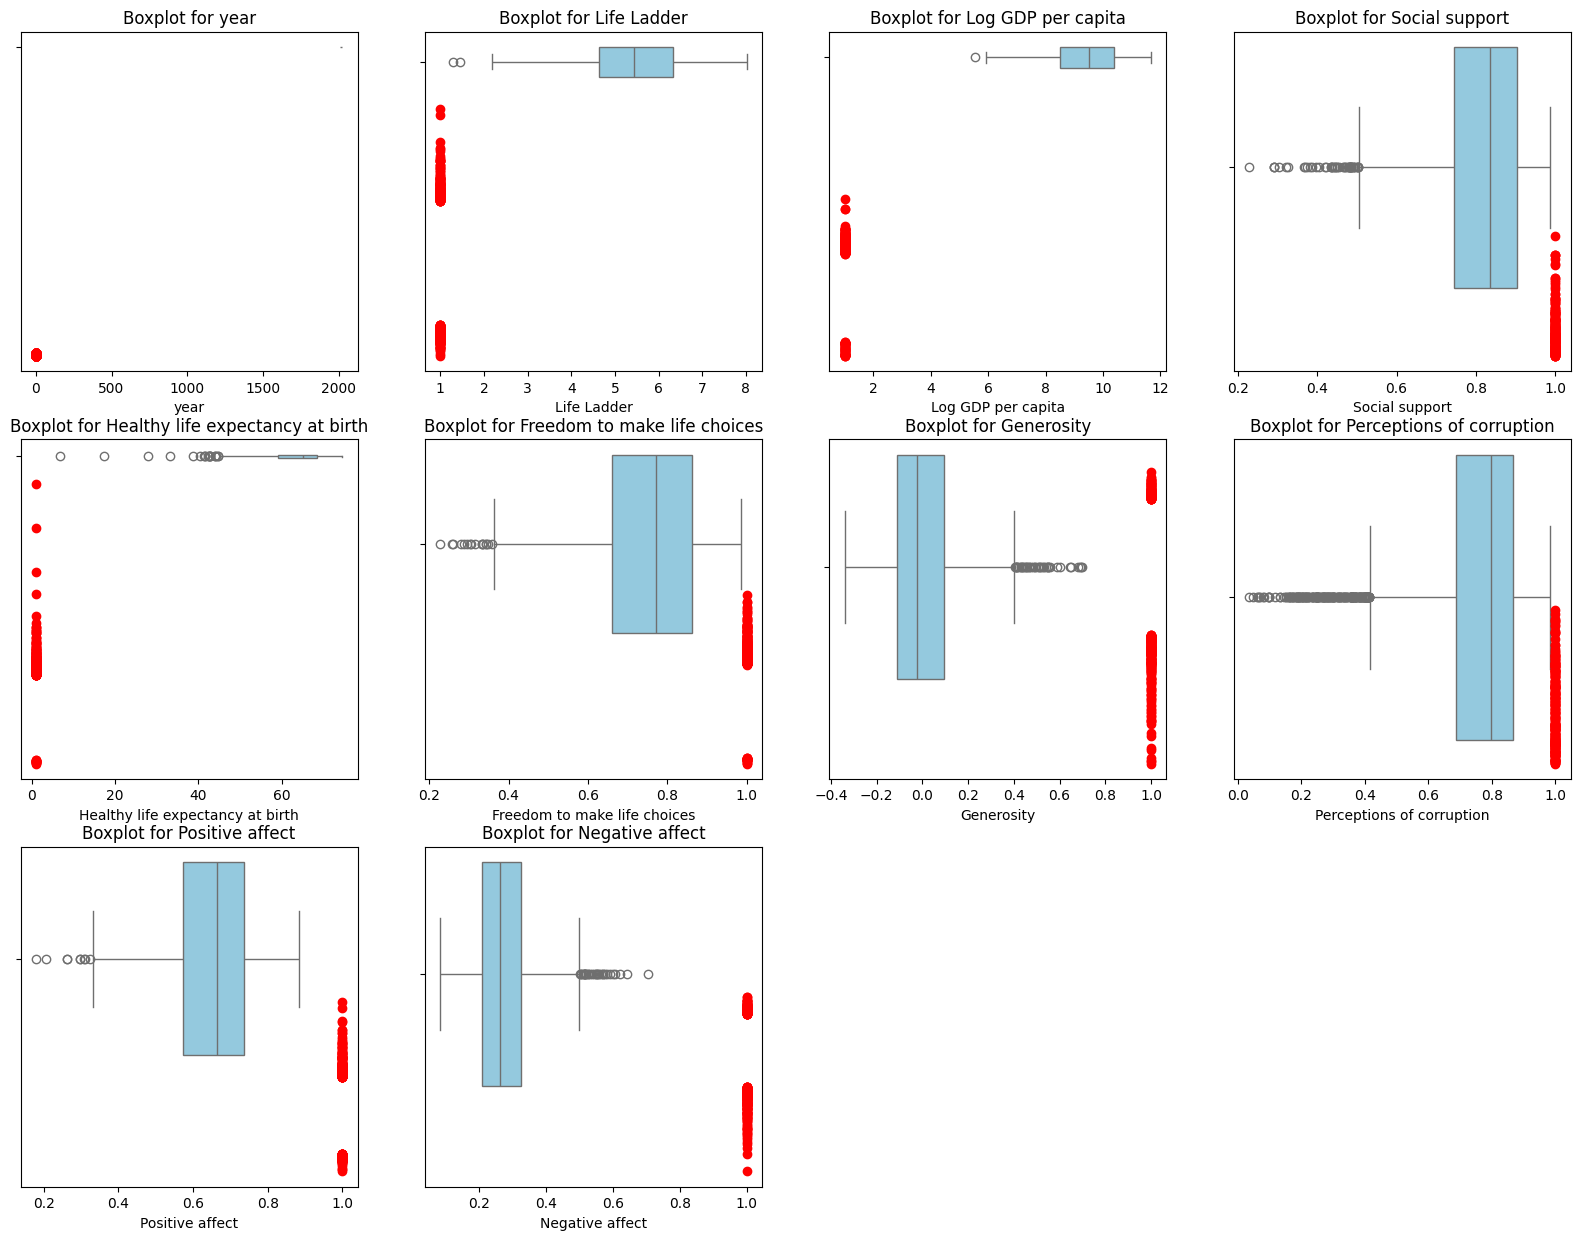 Boxplot for year
Boxplot for Life Ladder
Boxplot for Log GDP per capita
Boxplot for Social support
0 500 1000 1500 2000
1 2 3 4 5 6 7 8
2 4 6 8 10 12
0.2 0.4 0.6 0.8 1.0
year
Life Ladder
Log GDP per capita
Social support
Boxplot for Healthy life expectancy at birth
Boxplot for Freedom to make life choices
Boxplot for Generosity
Boxplot for Perceptions of corruption
0 20 40 60
0.2 0.4 0.6 0.8 1.0
−0.4 −0.2 0.0 0.2 0.4 0.6 0.8 1.0
0.0 0.2 0.4 0.6 0.8 1.0
Healthy life expectancy at birth
Freedom to make life choices
Generosity
Perceptions of corruption
Boxplot for Positive affect
Boxplot for Negative affect
0.2 0.4 0.6 0.8 1.0
0.2 0.4 0.6 0.8 1.0
Positive affect
Negative affect